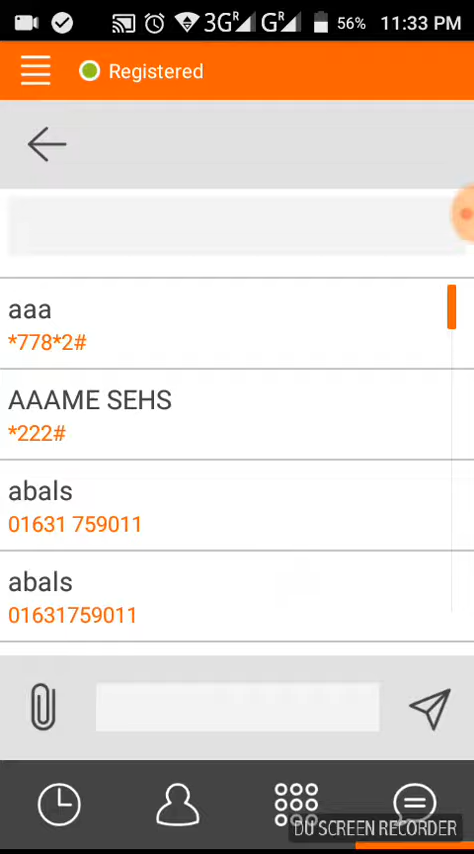 3G R G R 56% 11:33 PM
Registered
aaa
*778*2#
AAAME SEHS
*222#
abals
01631 759011
abals
01631759011
DU SCREEN RECORDER